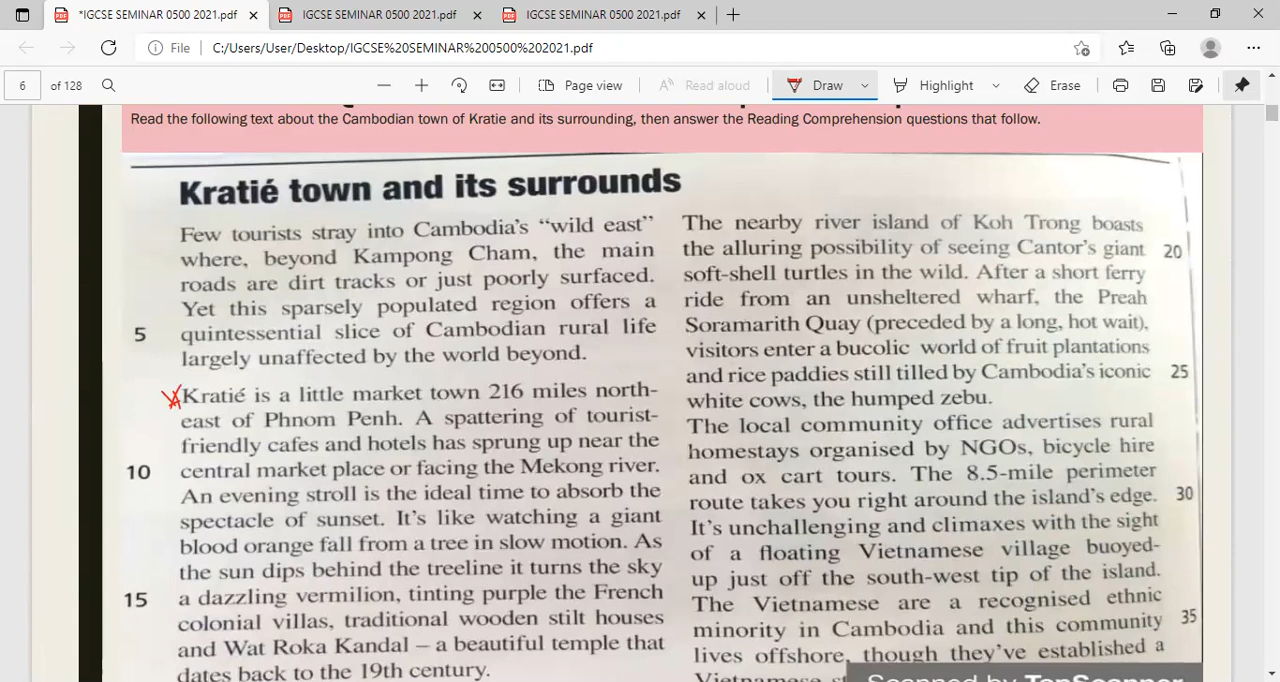 *IGCSE SEMINAR 0500 2021.pdf
IGCSE SEMINAR 0500 2021.pdf
IGCSE SEMINAR 0500 2021.pdf
File
C:/Users/User/Desktop/IGCSE%20SEMINAR%200500%202021.pdf
6 of 128
Page view
Read aloud
Draw
Highlight
Erase
Read the following text about the Cambodian town of Kratie and its surrounding, then answer the Reading Comprehension questions that follow.
Kratié town and its surrounds
Few tourists stray into Cambodia's "wild east"
where, beyond Kampong Cham, the main
roads are dirt tracks or just poorly surfaced.
Yet this sparsely populated region offers a
5 quintessential slice of Cambodian rural life
largely unaffected by the world beyond.
Kratié is a little market town 216 miles north-
east of Phnom Penh. A spattering of tourist-
friendly cafes and hotels has sprung up near the
10 central market place or facing the Mekong river.
An evening stroll is the ideal time to absorb the
spectacle of sunset. It's like watching a giant
blood orange fall from a tree in slow motion. As
the sun dips behind the treeline it turns the sky
15 a dazzling vermilion, tinting purple the French
colonial villas, traditional wooden stilt houses
and Wat Roka Kandal – a beautiful temple that
dates back to the 19th century.
The nearby river island of Koh Trong boasts
the alluring possibility of seeing Cantor's giant 20
soft-shell turtles in the wild. After a short ferry
ride from an unsheltered wharf, the Preah
Soramarith Quay (preceded by a long, hot wait),
visitors enter a bucolic world of fruit plantations
and rice paddies still tilled by Cambodia's iconic 25
white cows, the humped zebu.
The local community office advertises rural
homestays organised by NGOs, bicycle hire
and ox cart tours. The 8.5-mile perimeter
route takes you right around the island's edge. 30
It's unchallenging and climaxes with the sight
of a floating Vietnamese village buoyed-
up just off the south-west tip of the island.
The Vietnamese are a recognised ethnic
minority in Cambodia and this community 35
lives offshore, though they've established a
Vietnamese
Scanned by TapScanner